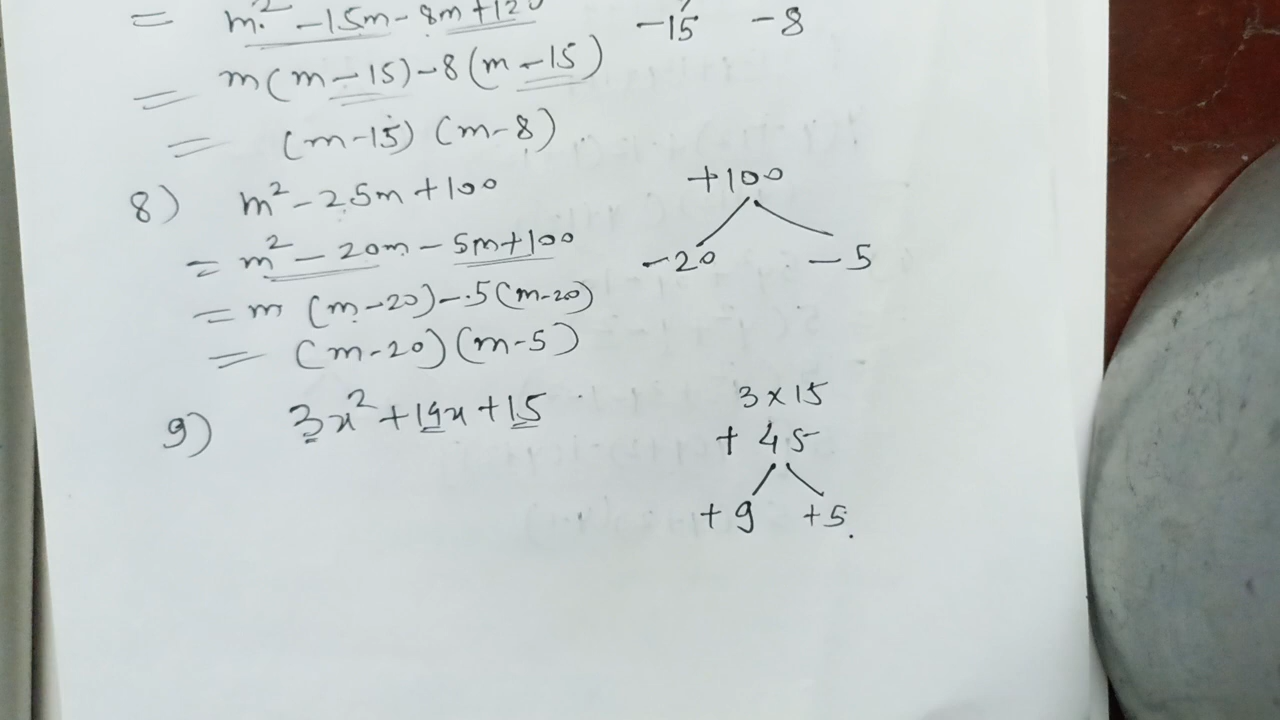 = m² - 15m - 8m + 120
-15 -8
= m(m-15)-8(m-15)
= (m-15) (m-8)
8) m² - 25m + 100
+100
= m² - 20m - 5m + 100
-20 -5
= m (m-20) - 5(m-20)
= (m-20) (m-5)
9) 3x² + 14x + 15
3 x 15
+ 45
+9 +5